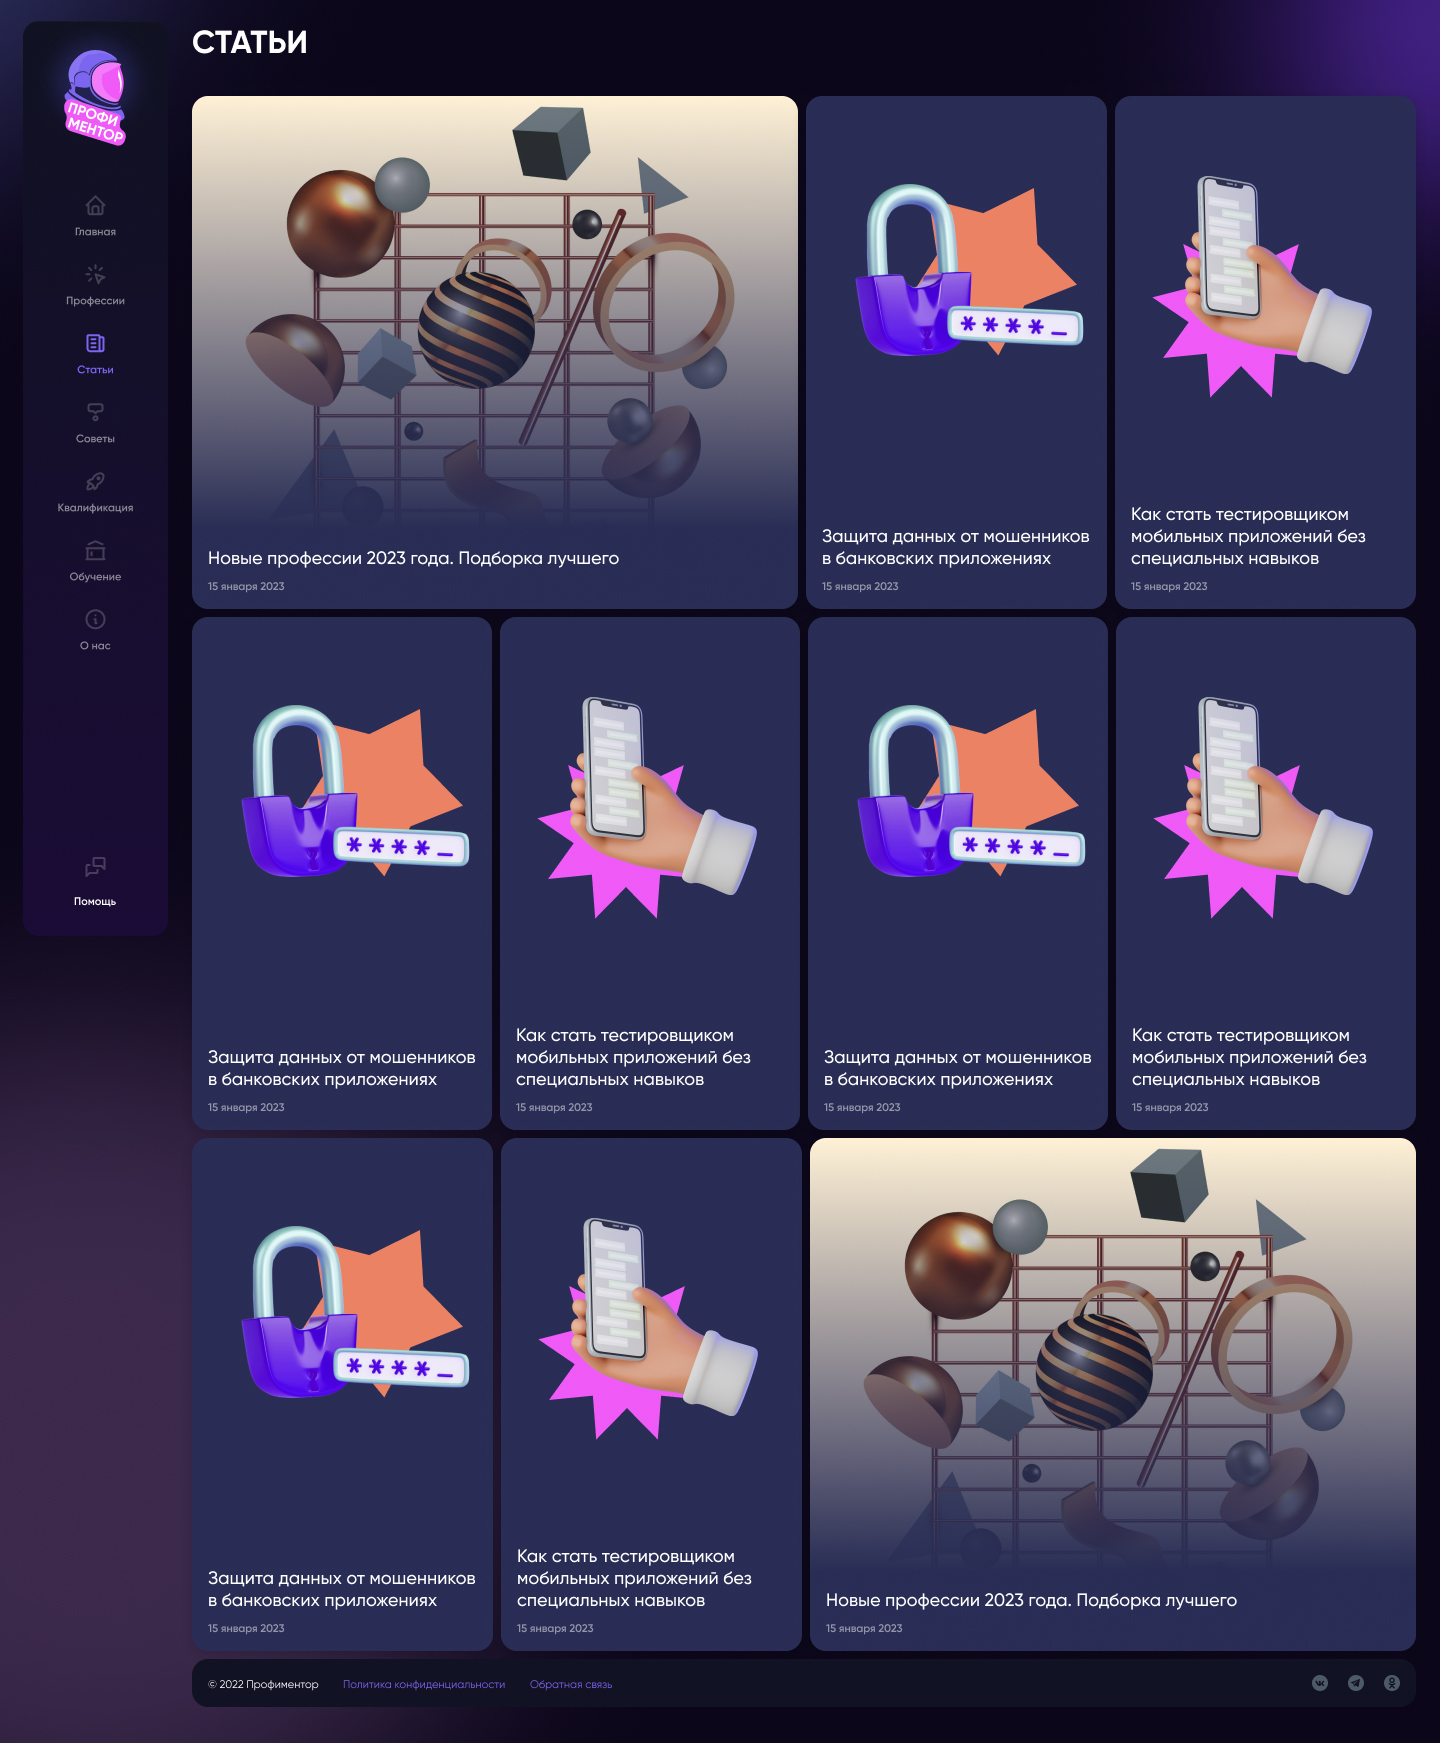 ПРОФИ
МЕНТОР
Главная
Профессии
Статьи
Советы
Квалификация
Обучение
О нас
Помощь
СТАТЬИ
Новые профессии 2023 года. Подборка лучшего
15 января 2023
* * * * _
Защита данных от мошенников
в банковских приложениях
15 января 2023
Как стать тестировщиком
мобильных приложений без
специальных навыков
15 января 2023
* * * * _
Защита данных от мошенников
в банковских приложениях
15 января 2023
Как стать тестировщиком
мобильных приложений без
специальных навыков
15 января 2023
* * * * _
Защита данных от мошенников
в банковских приложениях
15 января 2023
Как стать тестировщиком
мобильных приложений без
специальных навыков
15 января 2023
* * * * _
Защита данных от мошенников
в банковских приложениях
15 января 2023
Как стать тестировщиком
мобильных приложений без
специальных навыков
15 января 2023
Новые профессии 2023 года. Подборка лучшего
15 января 2023
© 2022 Профиментор
Политика конфиденциальности
Обратная связь